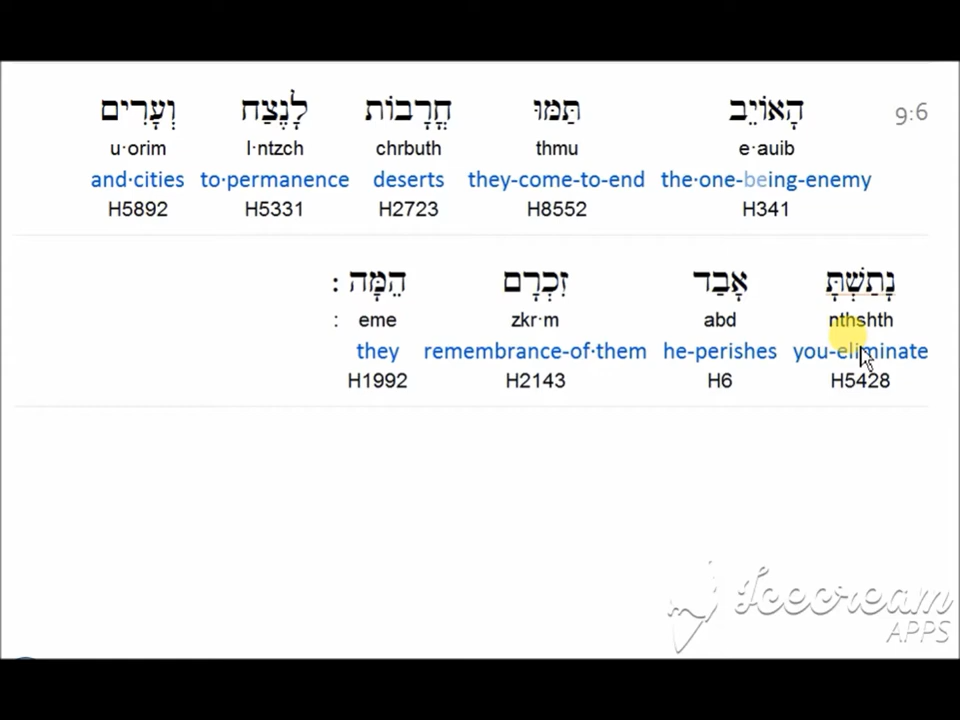 9:6 הָאוֹיֵב תַּמּוּ חֳרָבוֹת לָנֶצַח וְעָרִים
e·auib thmu chrbuth l·ntzch u·orim
the·one-being-enemy they-come-to-end deserts to·permanence and·cities
H341 H8552 H2723 H5331 H5892
נָתַשְׁתָּ אָבַד זִכְרָם הֵמָּה :
nthshth abd zkr·m eme :
you-eliminate he-perishes remembrance-of·them they
H5428 H6 H2143 H1992
Icecream
APPS